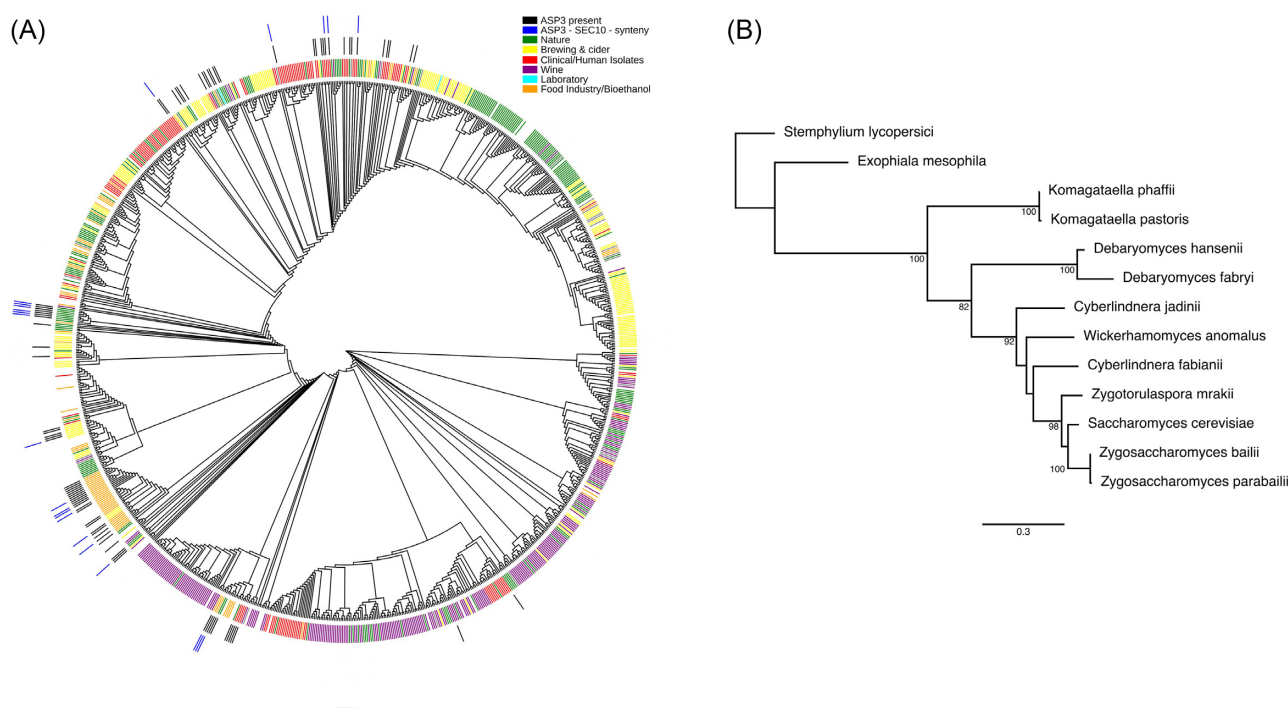 (A)
ASP3 present
ASP3 - SEC10 - synteny
Nature
Brewing & cider
Clinical/Human Isolates
Wine
Laboratory
Food Industry/Bioethanol
(B)
Stemphylium lycopersici
Exophiala mesophila
Komagataella phaffii
100
Komagataella pastoris
Debaryomyces hansenii
100
100
Debaryomyces fabryi
82
Cyberlindnera jadinii
Wickerhamomyces anomalus
92
Cyberlindnera fabianii
Zygotorulaspora mrakii
Saccharomyces cerevisiae
98
Zygosaccharomyces bailii
100
Zygosaccharomyces parabailii
0.3